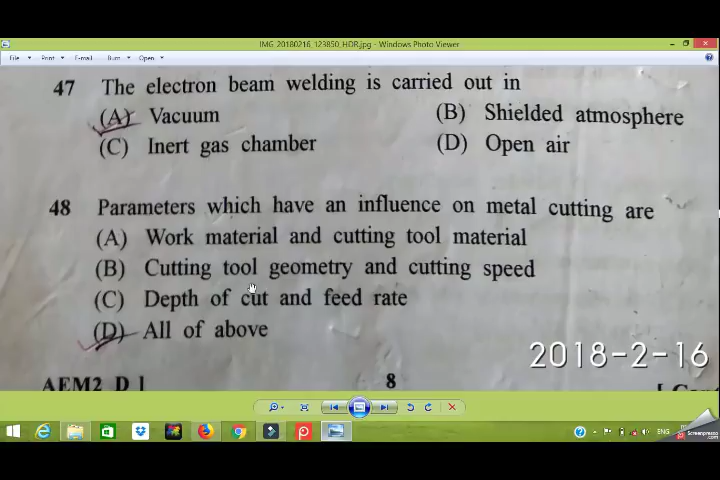 IMG_20180216_123850_HDR.jpg - Windows Photo Viewer
File Print E-mail Burn Open
47 The electron beam welding is carried out in
(A) Vacuum (B) Shielded atmosphere
(C) Inert gas chamber (D) Open air
48 Parameters which have an influence on metal cutting are
(A) Work material and cutting tool material
(B) Cutting tool geometry and cutting speed
(C) Depth of cut and feed rate
(D) All of above
2018-2-16
AEM2 D ] 8
ENG
Screenpresso